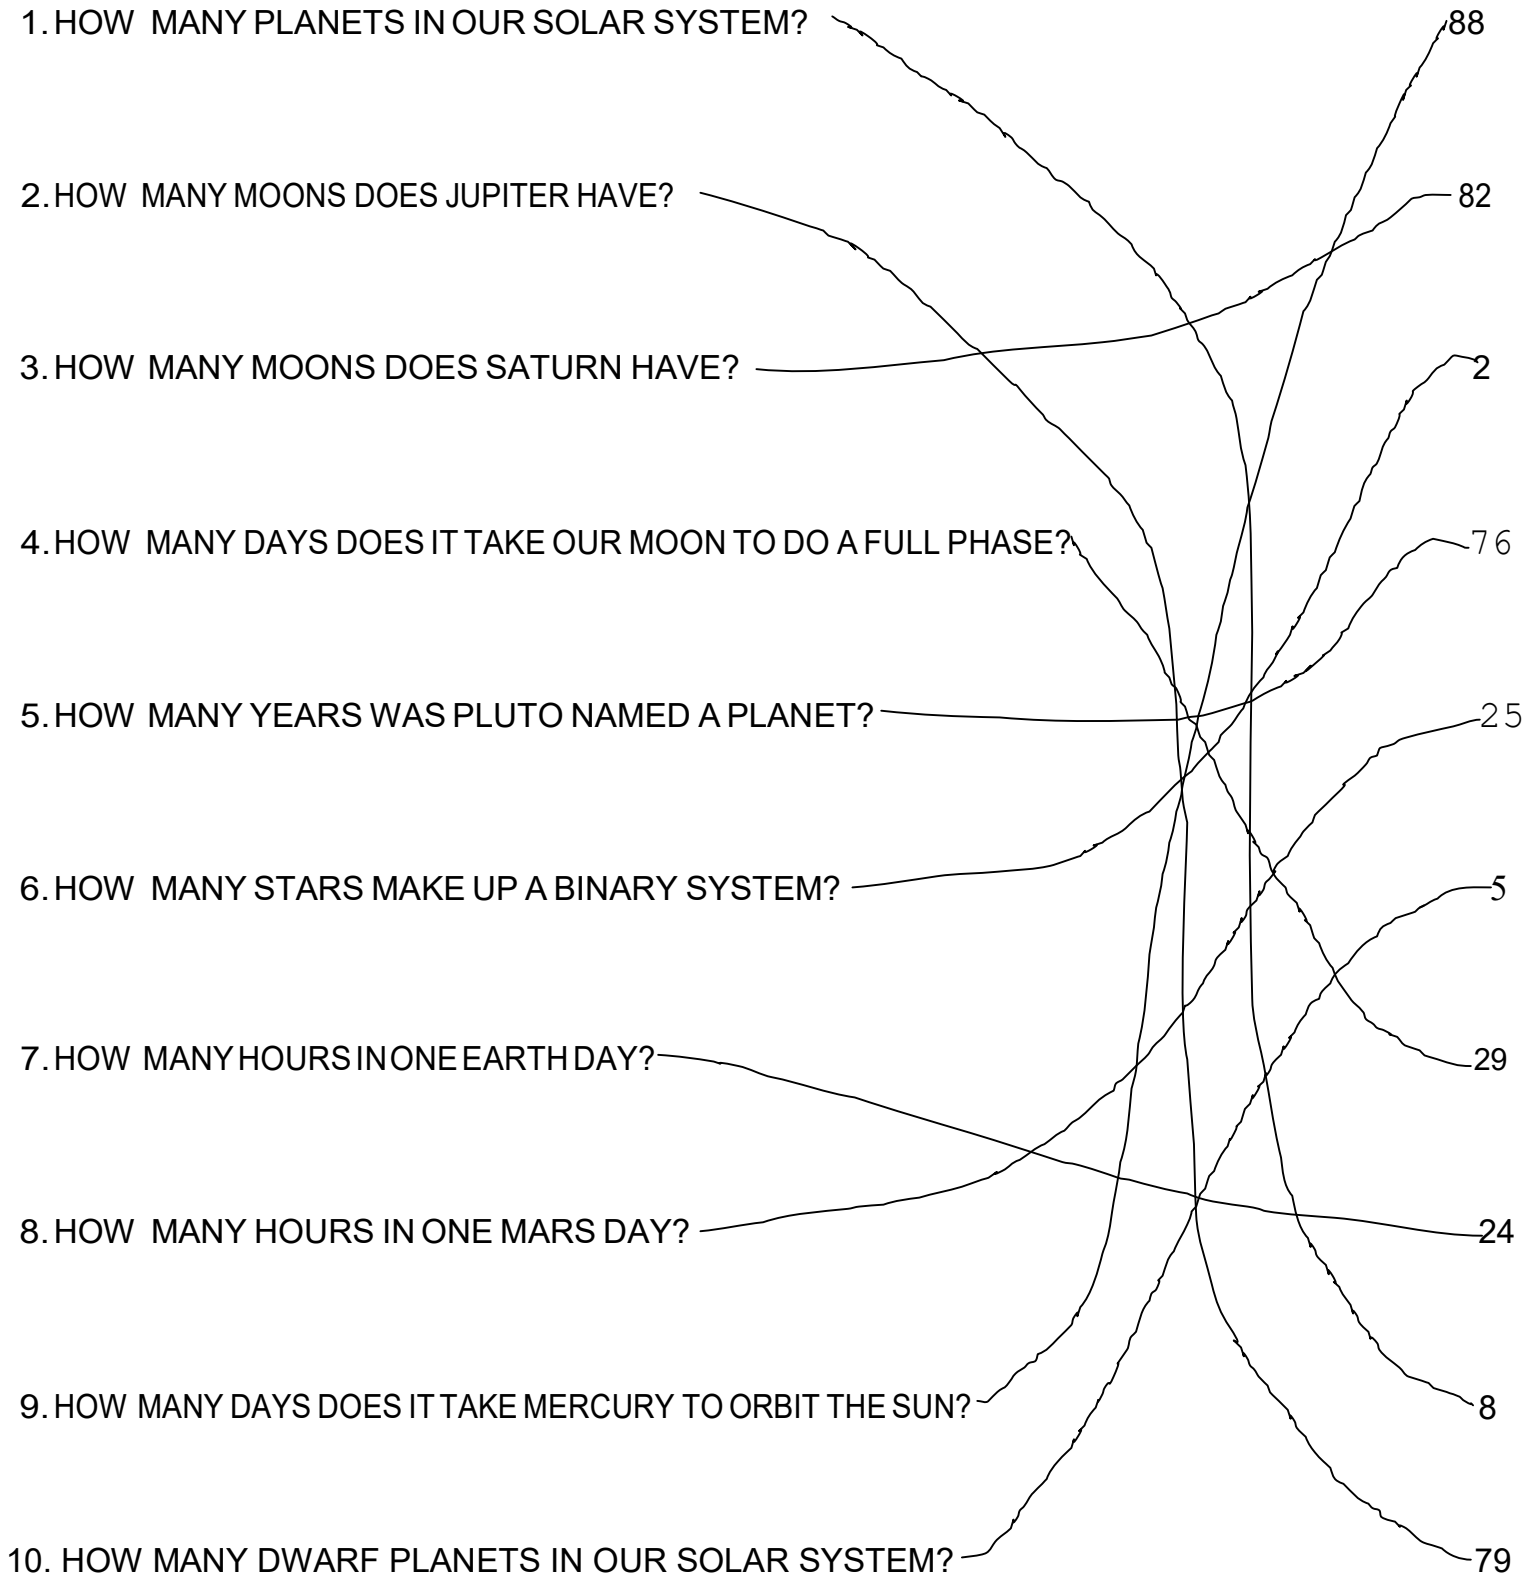 1. HOW MANY PLANETS IN OUR SOLAR SYSTEM? 88
2. HOW MANY MOONS DOES JUPITER HAVE? 82
3. HOW MANY MOONS DOES SATURN HAVE? 2
4. HOW MANY DAYS DOES IT TAKE OUR MOON TO DO A FULL PHASE? 76
5. HOW MANY YEARS WAS PLUTO NAMED A PLANET? 25
6. HOW MANY STARS MAKE UP A BINARY SYSTEM? 5
7. HOW MANY HOURS IN ONE EARTH DAY? 29
8. HOW MANY HOURS IN ONE MARS DAY? 24
9. HOW MANY DAYS DOES IT TAKE MERCURY TO ORBIT THE SUN? 8
10. HOW MANY DWARF PLANETS IN OUR SOLAR SYSTEM? 79